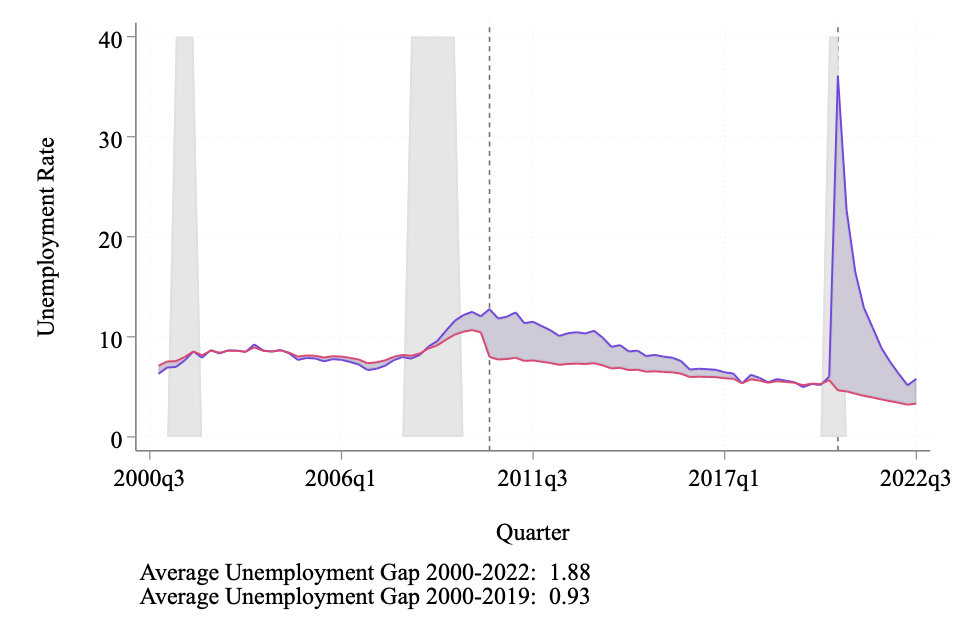 40
30
20
10
0
Unemployment Rate
2000q3 2006q1 2011q3 2017q1 2022q3
Quarter
Average Unemployment Gap 2000-2022: 1.88
Average Unemployment Gap 2000-2019: 0.93